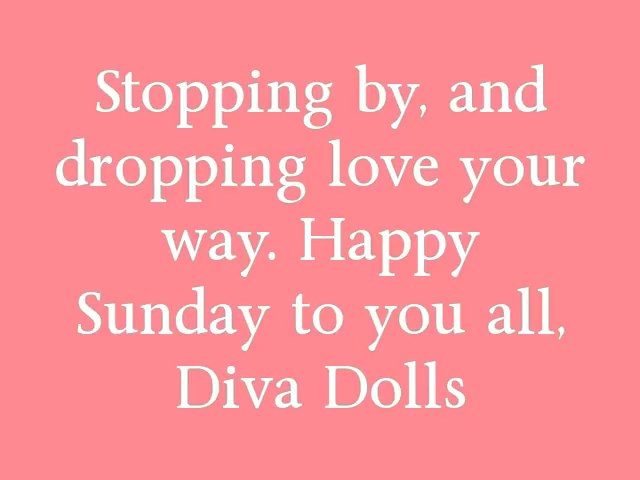 Stopping by, and
dropping love your
way. Happy
Sunday to you all,
Diva Dolls